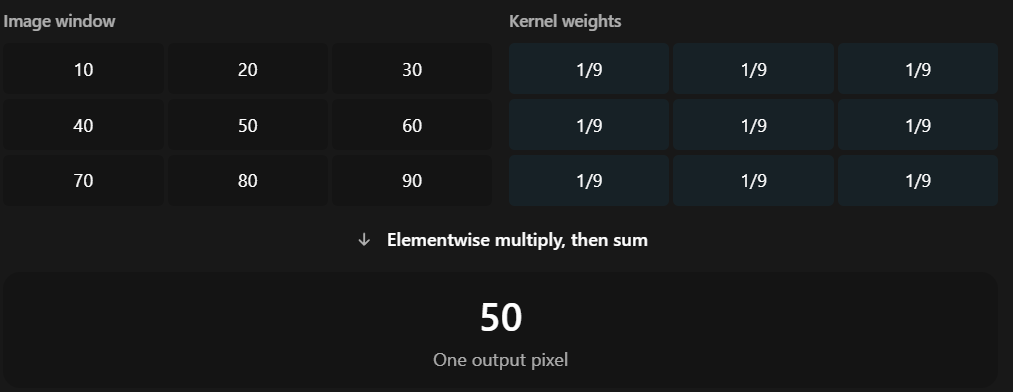 Image window Kernel weights
10 20 30 1/9 1/9 1/9
40 50 60 1/9 1/9 1/9
70 80 90 1/9 1/9 1/9
↓ Elementwise multiply, then sum
50
One output pixel